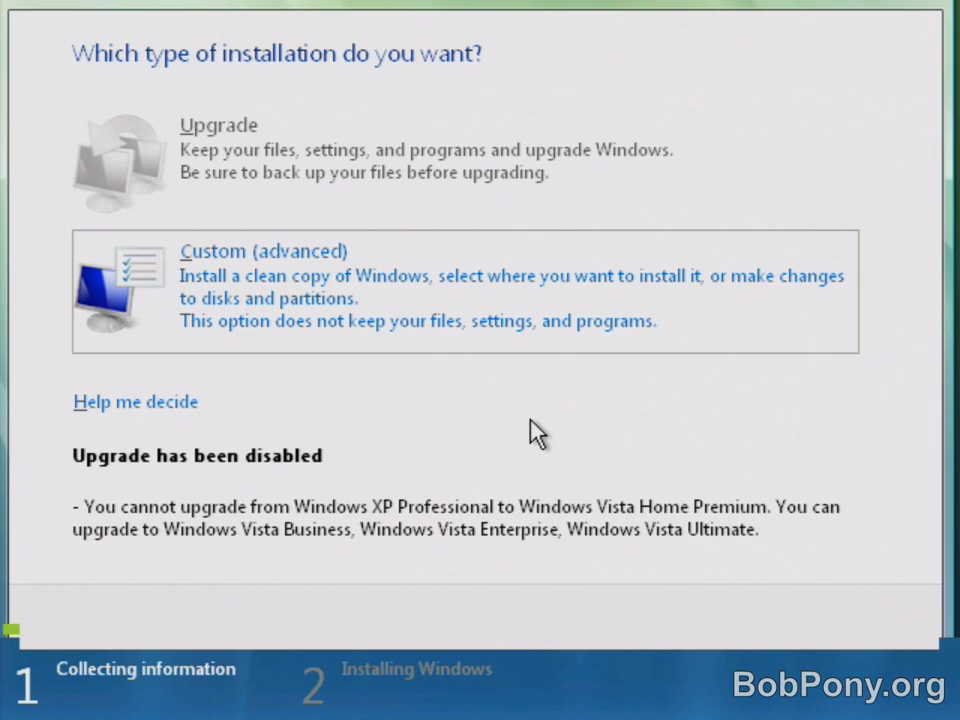 Which type of installation do you want?
Upgrade
Keep your files, settings, and programs and upgrade Windows.
Be sure to back up your files before upgrading.
Custom (advanced)
Install a clean copy of Windows, select where you want to install it, or make changes
to disks and partitions.
This option does not keep your files, settings, and programs.
Help me decide
Upgrade has been disabled
- You cannot upgrade from Windows XP Professional to Windows Vista Home Premium. You can
upgrade to Windows Vista Business, Windows Vista Enterprise, Windows Vista Ultimate.
1 Collecting information
2 Installing Windows
BobPony.org